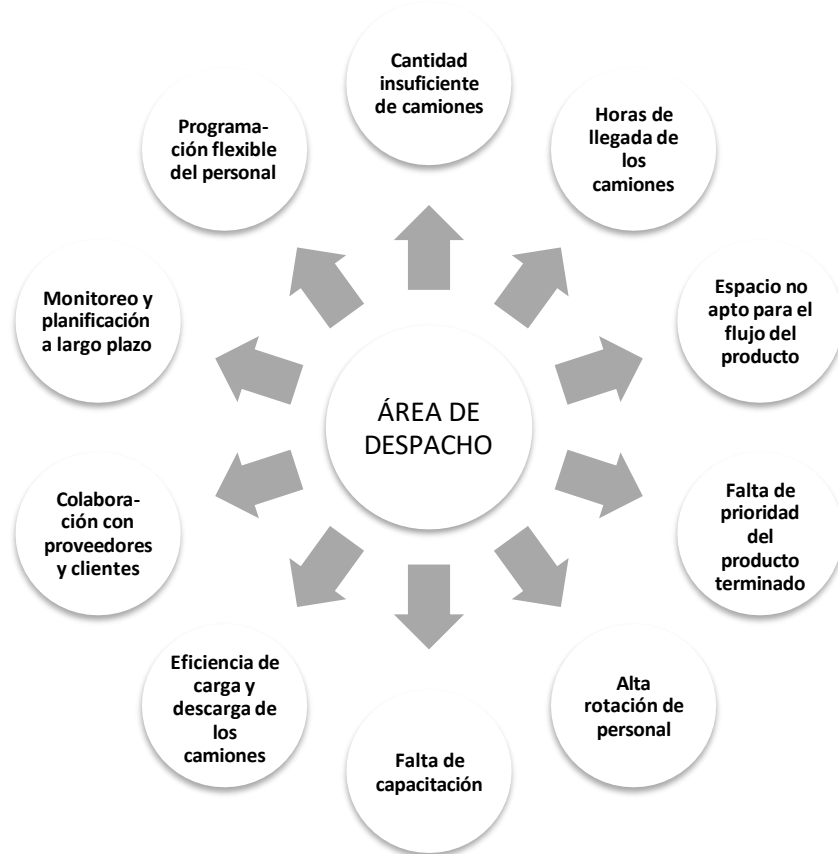 Cantidad
insuficiente
de camiones
Horas de
llegada de
los
camiones
Espacio no
apto para el
flujo del
producto
Falta de
prioridad
del
producto
terminado
Alta
rotación de
personal
Falta de
capacitación
Eficiencia de
carga y
descarga de
los
camiones
Colabora-
ción con
proveedores
y clientes
Monitoreo y
planificación
a largo plazo
Programa-
ción flexible
del personal
ÁREA DE
DESPACHO